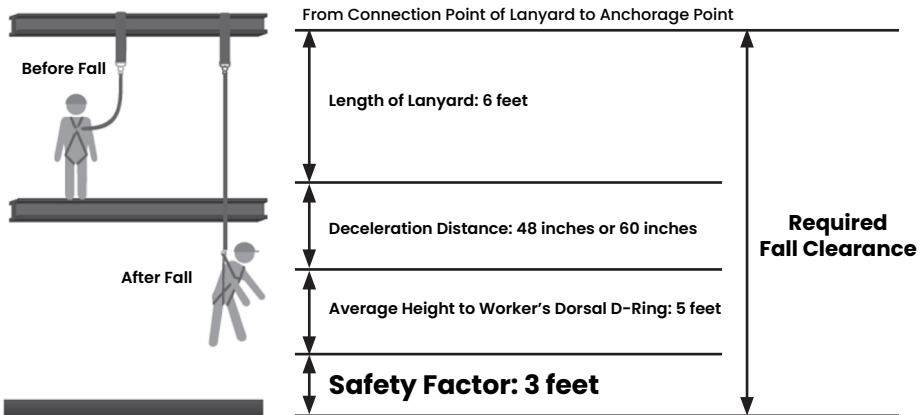 From Connection Point of Lanyard to Anchorage Point
Before Fall
Length of Lanyard: 6 feet
Deceleration Distance: 48 inches or 60 inches
Required
Fall Clearance
After Fall
Average Height to Worker's Dorsal D-Ring: 5 feet
Safety Factor: 3 feet